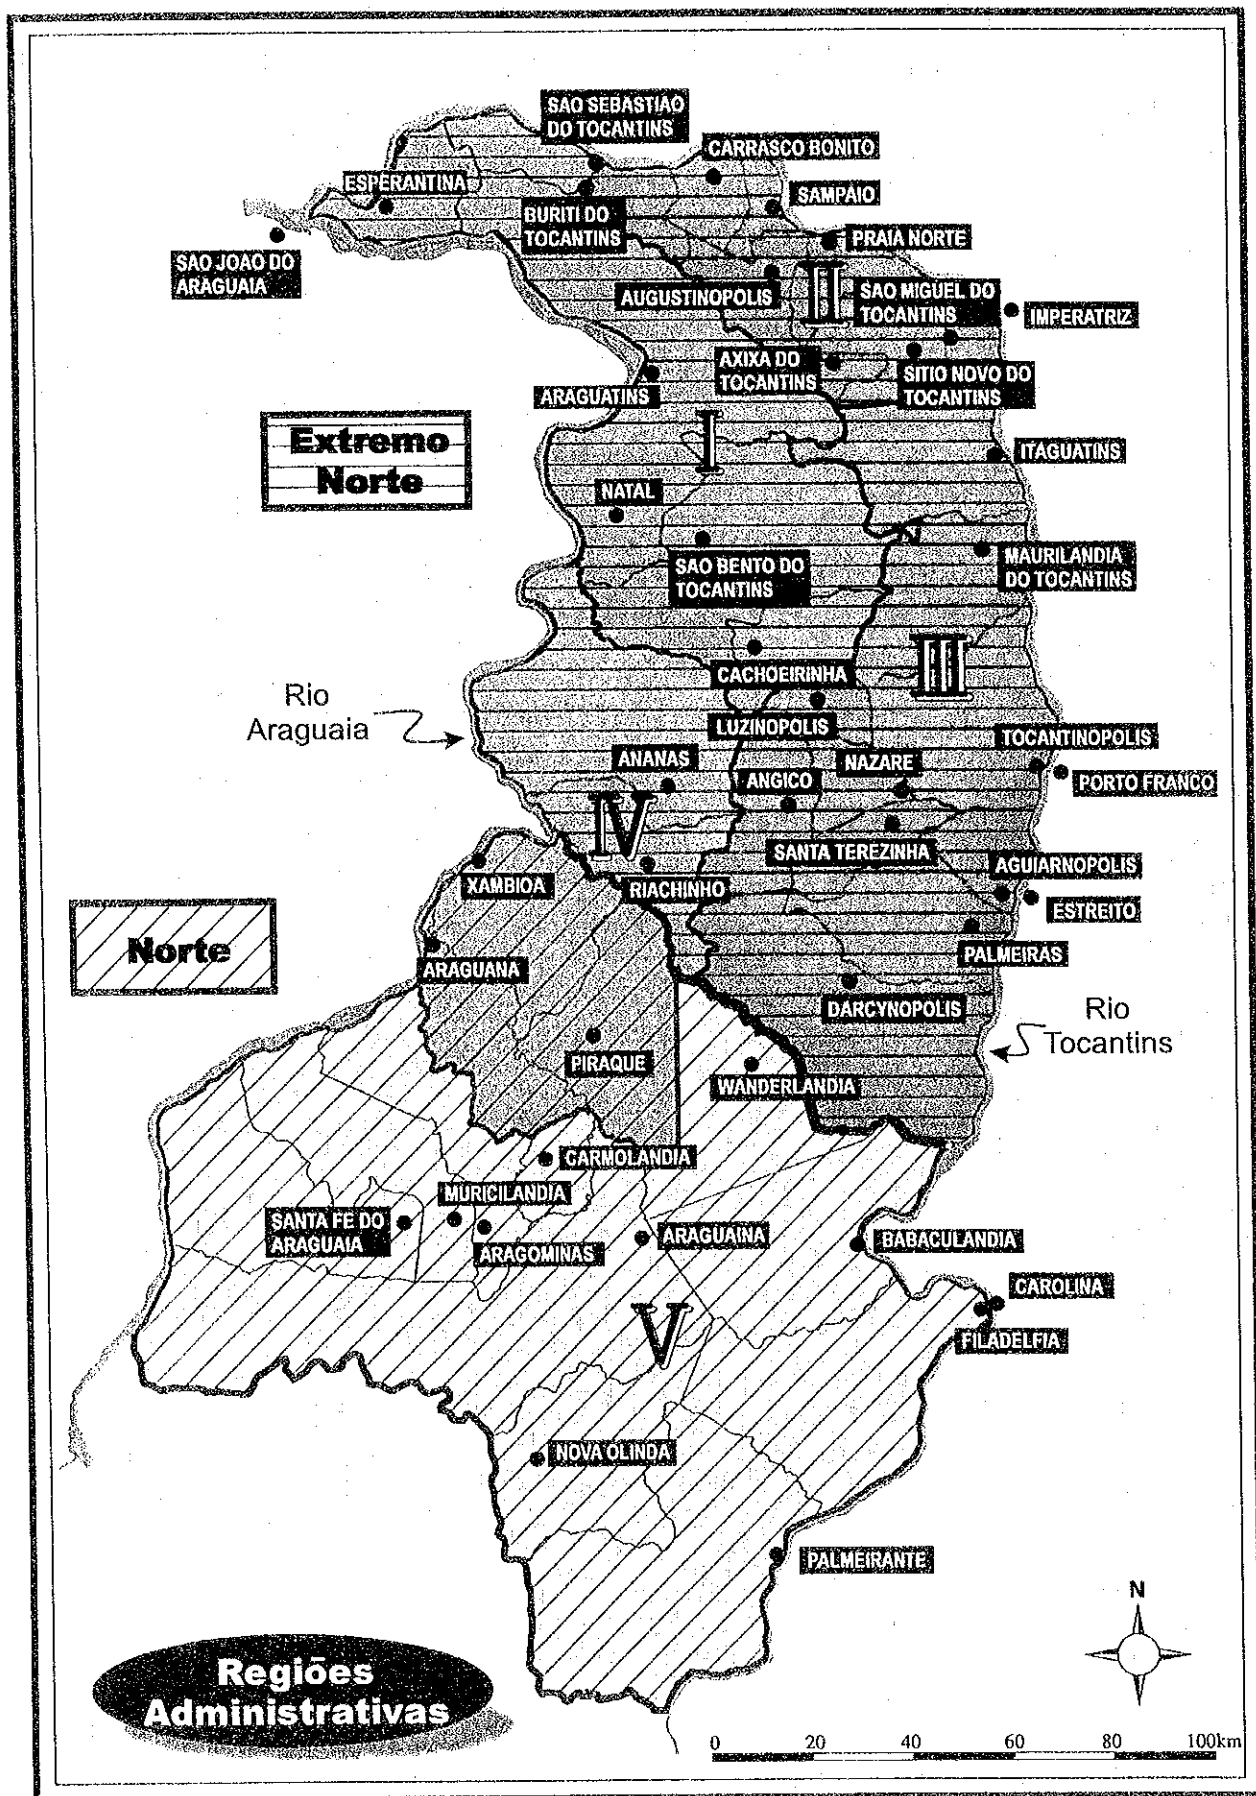 SAO SEBASTIAO
DO TOCANTINS
CARRASCO BONITO
ESPERANTINA
SAMPAIO
BURITI DO
TOCANTINS
PRAIA NORTE
SAO JOAO DO
ARAGUAIA
II
AUGUSTINOPOLIS
SAO MIGUEL DO
TOCANTINS
IMPERATRIZ
AXIXA DO
TOCANTINS
SITIO NOVO DO
TOCANTINS
ARAGUATINS
Extremo
Norte
I
ITAGUATINS
NATAL
SAO BENTO DO
TOCANTINS
MAURILANDIA
DO TOCANTINS
III
CACHOEIRINHA
Rio
Araguaia
LUZINOPOLIS
TOCANTINOPOLIS
ANANAS
ANGICO
NAZARE
PORTO FRANCO
IV
SANTA TEREZINHA
AGUIARNOPOLIS
XAMBIOA
RIACHINHO
ESTREITO
Norte
PALMEIRAS
ARAGUANA
DARCYNOPOLIS
Rio
Tocantins
PIRAQUE
WANDERLANDIA
CARMOLANDIA
MURICILANDIA
SANTA FE DO
ARAGUAIA
ARAGOMINAS
ARAGUAINA
BABACULANDIA
CAROLINA
FILADELFIA
V
NOVA OLINDA
PALMEIRANTE
N
Regiões
Administrativas
0 20 40 60 80 100km